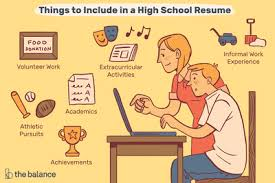 Things to Include in a High School Resume
FOOD
DONATION
Volunteer Work
Extracurricular
Activities
Informal Work
Experience
Academics
Athletic
Pursuits
Achievements
the balance